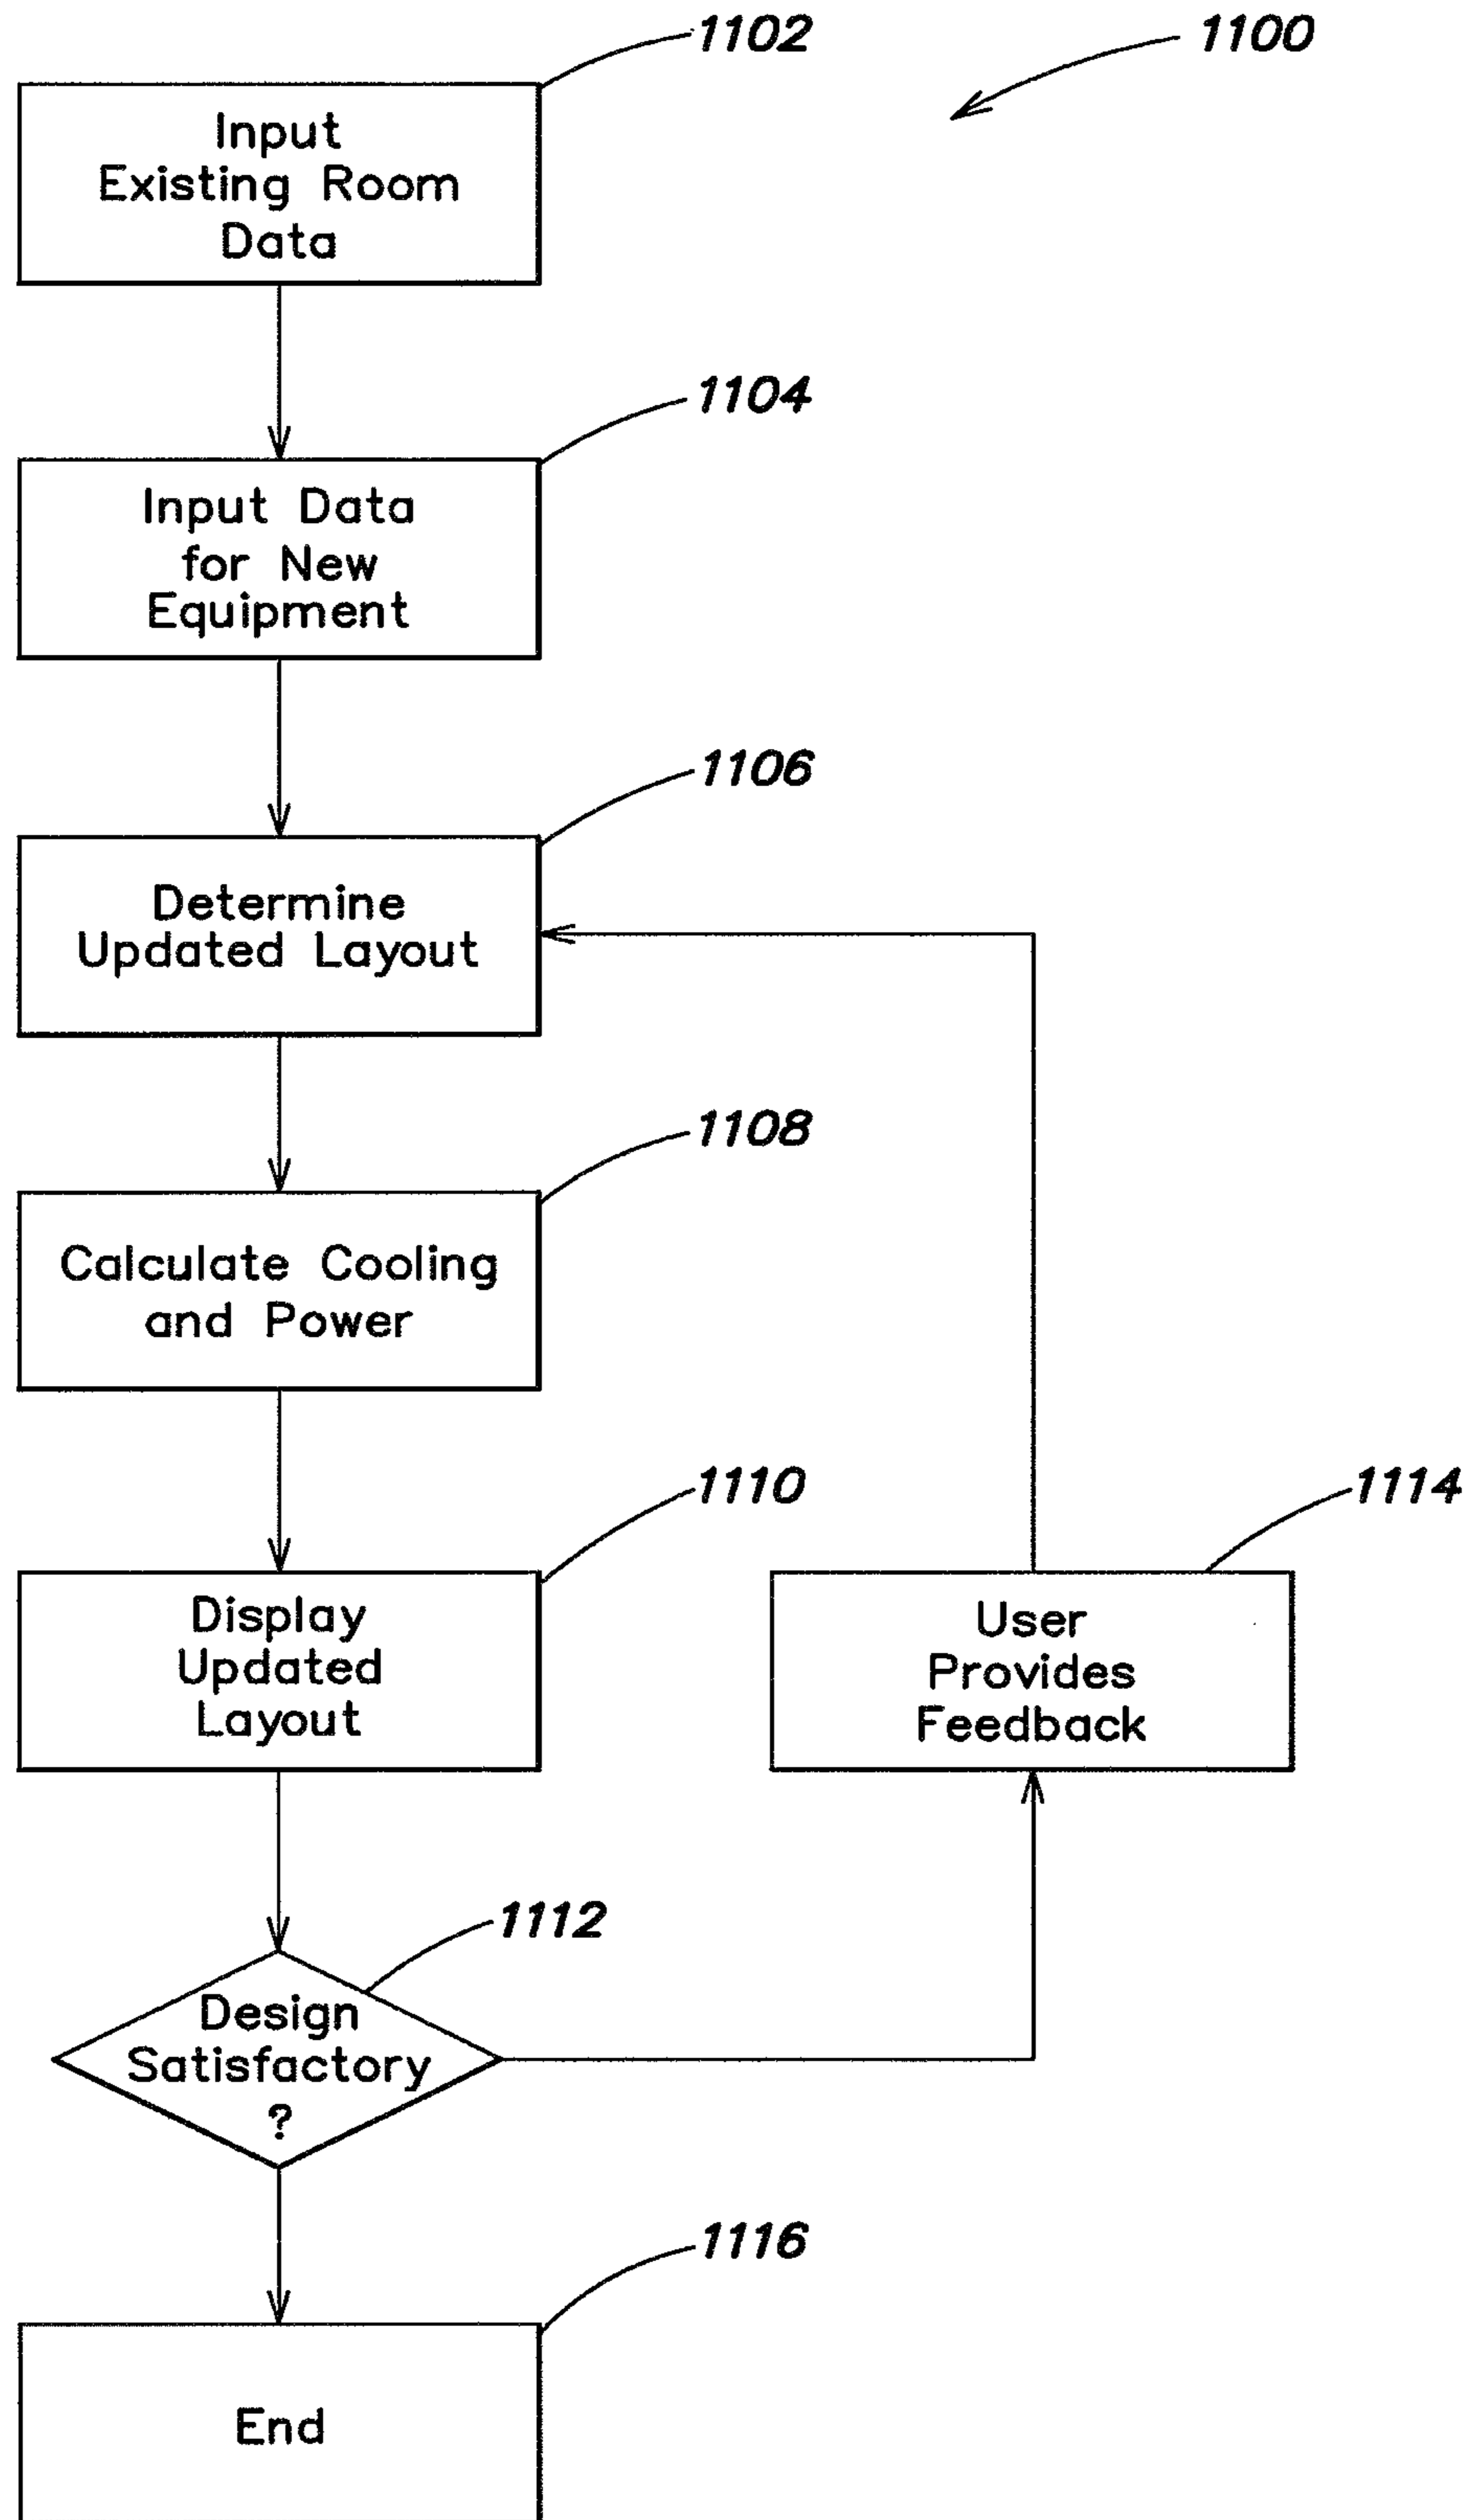 1102
1100
Input
Existing Room
Data
1104
Input Data
for New
Equipment
1106
Determine
Updated Layout
1108
Calculate Cooling
and Power
1110
Display
Updated
Layout
1114
User
Provides
Feedback
1112
Design
Satisfactory
?
1116
End